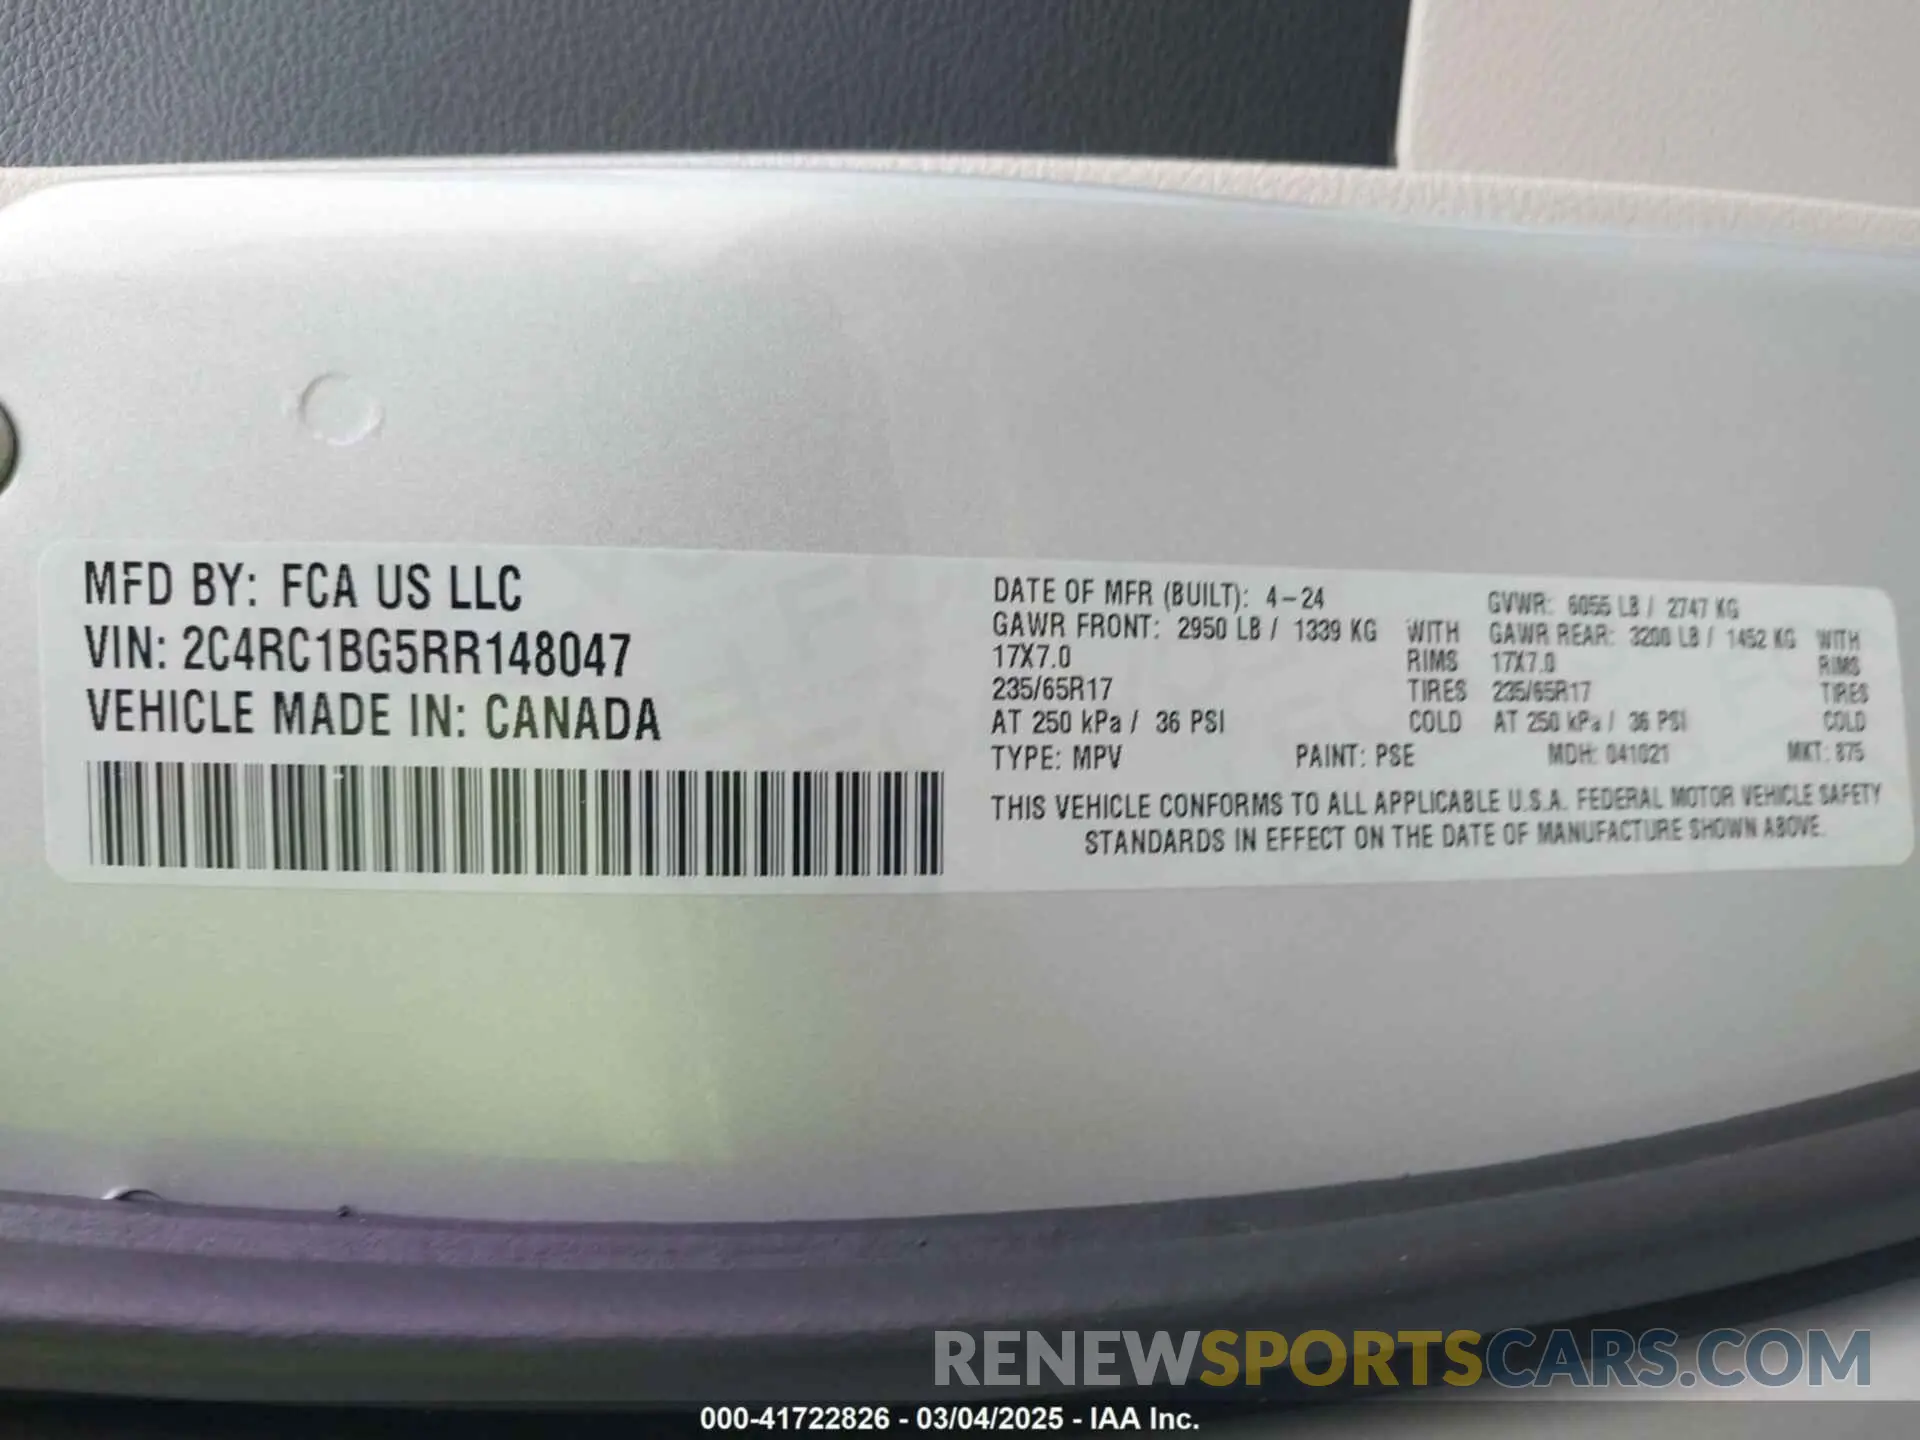 MFD BY: FCA US LLC
VIN: 2C4RC1BG5RR148047
VEHICLE MADE IN: CANADA
DATE OF MFR (BUILT): 4-24 GVWR: 6055 LB / 2747 KG
GAWR FRONT: 2950 LB / 1339 KG WITH GAWR REAR: 3200 LB / 1452 KG WITH
17X7.0 RIMS 17X7.0 RIMS
235/65R17 TIRES 235/65R17 TIRES
AT 250 kPa / 36 PSI COLD AT 250 kPa / 36 PSI COLD
TYPE: MPV PAINT: PSE MDH: 041021 MKT: 875
THIS VEHICLE CONFORMS TO ALL APPLICABLE U.S.A. FEDERAL MOTOR VEHICLE SAFETY
STANDARDS IN EFFECT ON THE DATE OF MANUFACTURE SHOWN ABOVE.
RENEWSPORTSCARS.COM
000-41722826 - 03/04/2025 - IAA Inc.